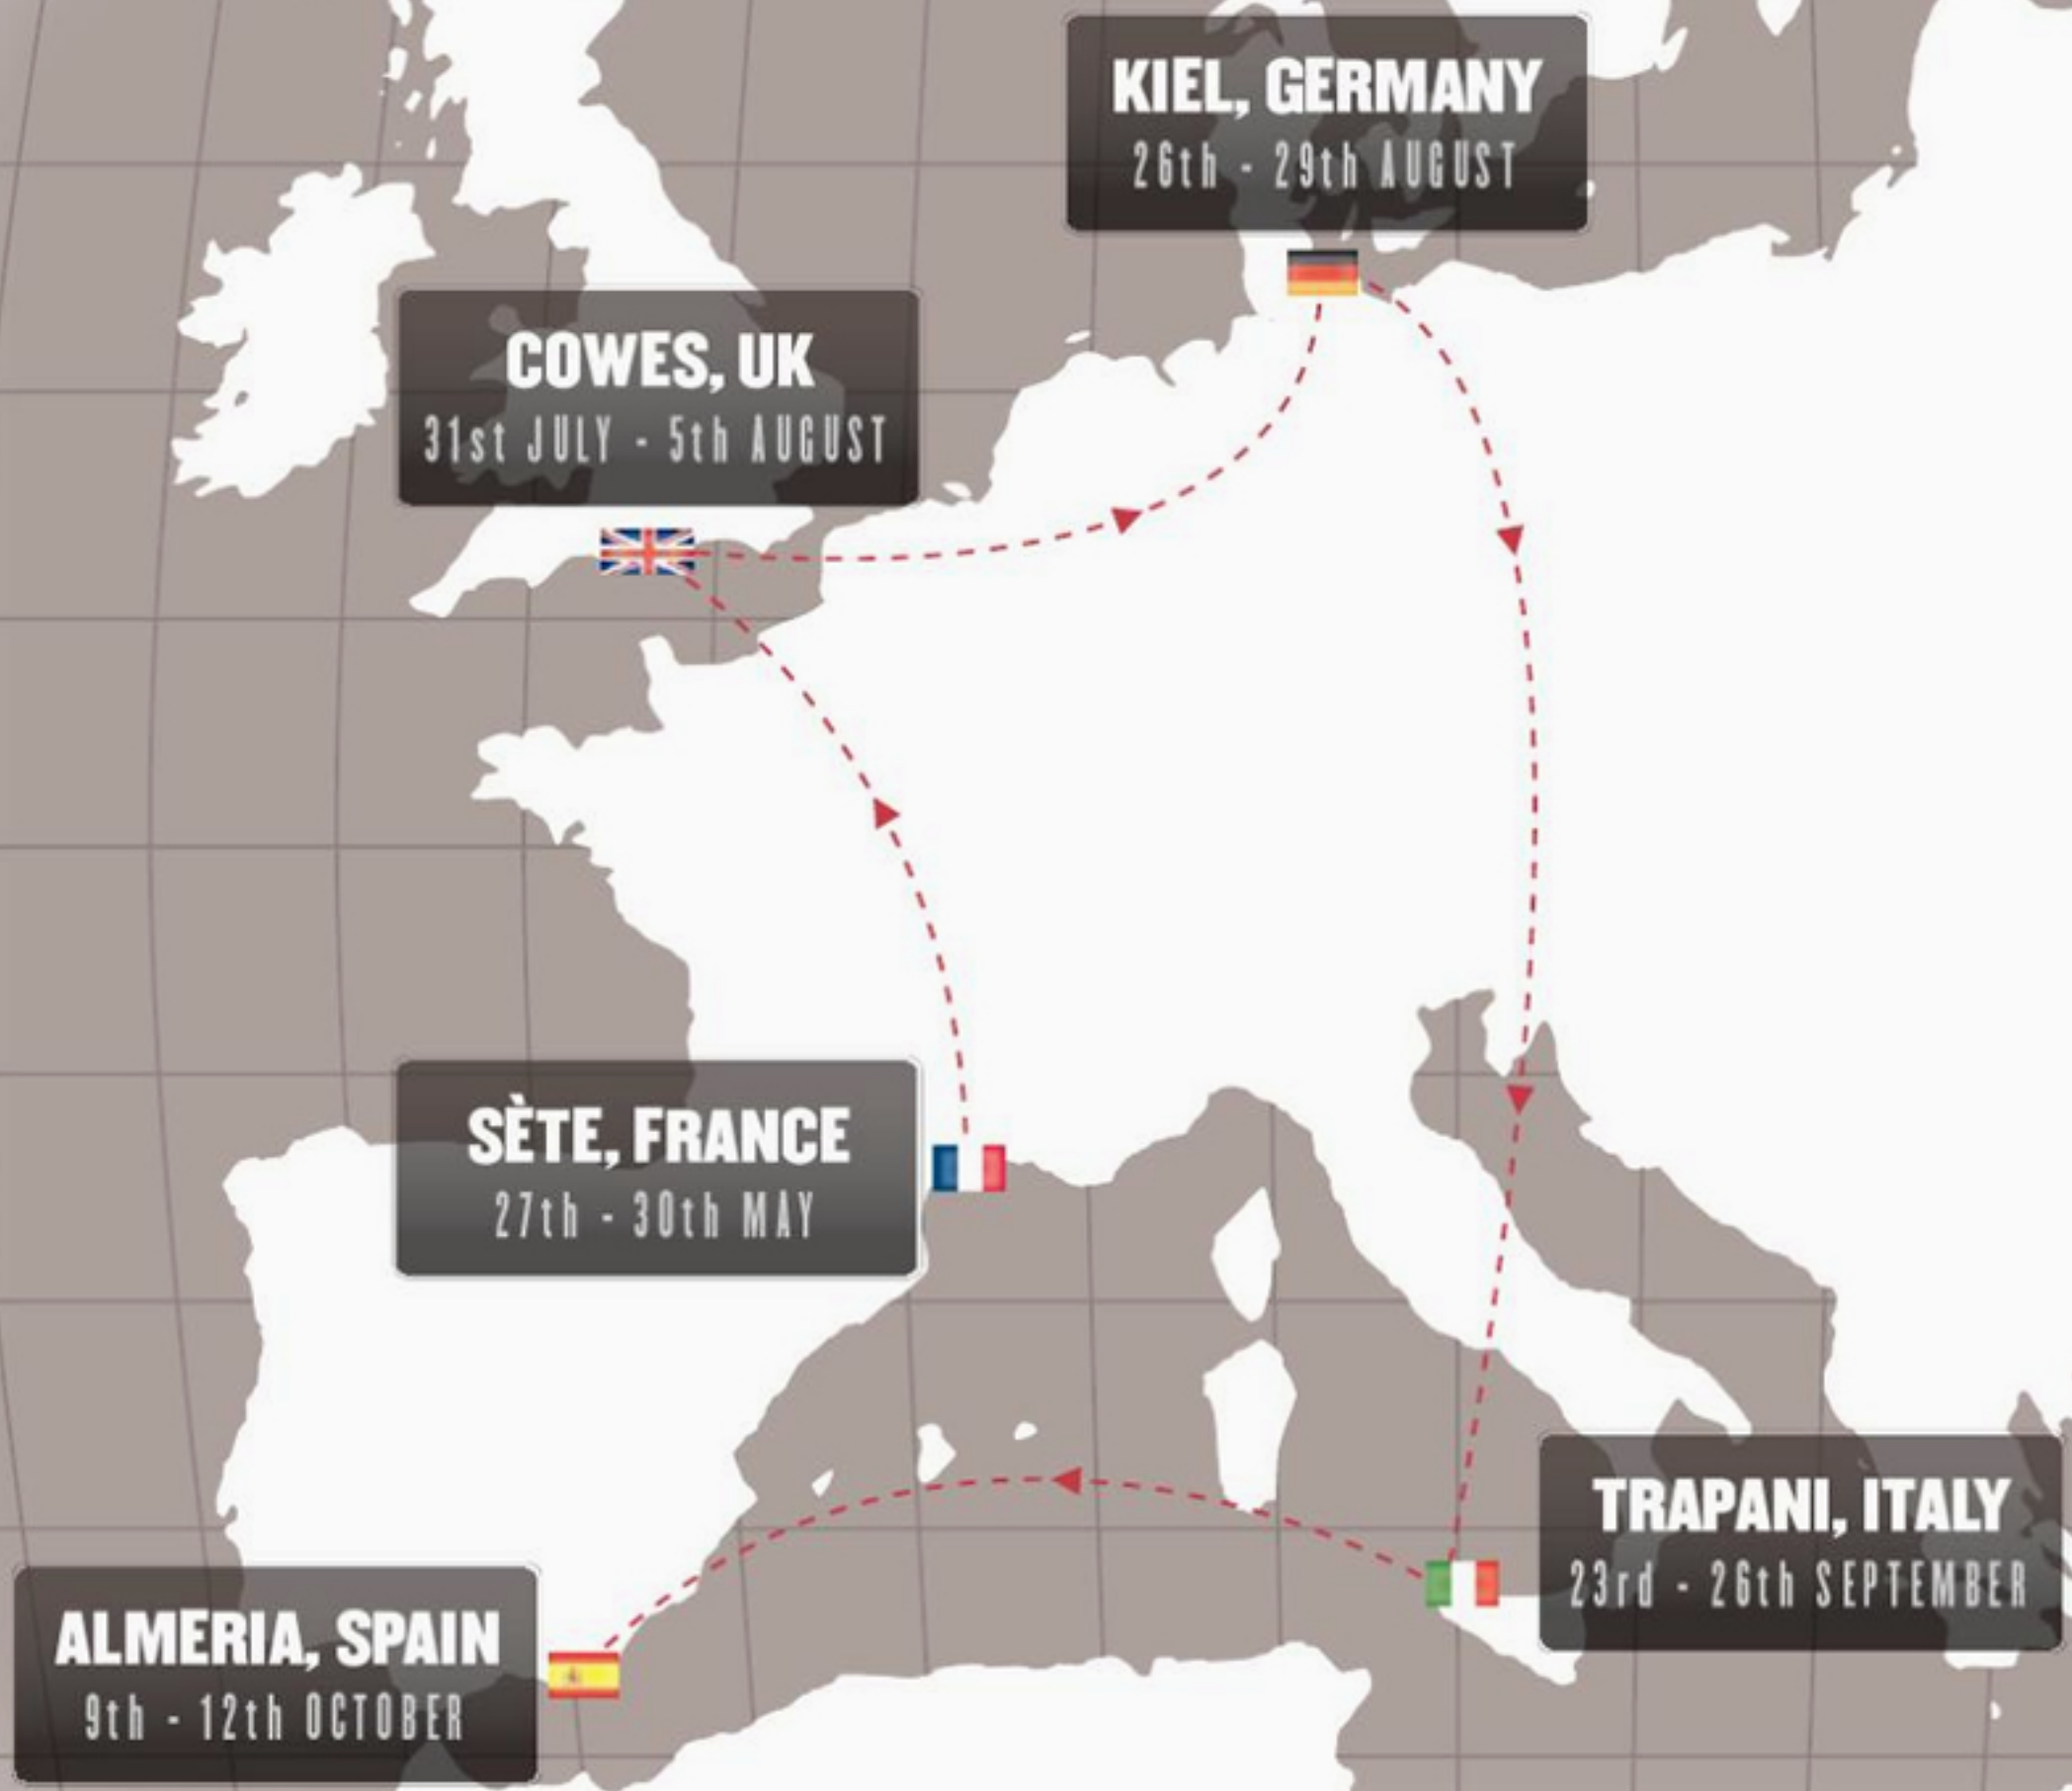 KIEL, GERMANY
26th - 29th AUGUST
COWES, UK
31st JULY - 5th AUGUST
SÈTE, FRANCE
27th - 30th MAY
TRAPANI, ITALY
23rd - 26th SEPTEMBER
ALMERIA, SPAIN
9th - 12th OCTOBER